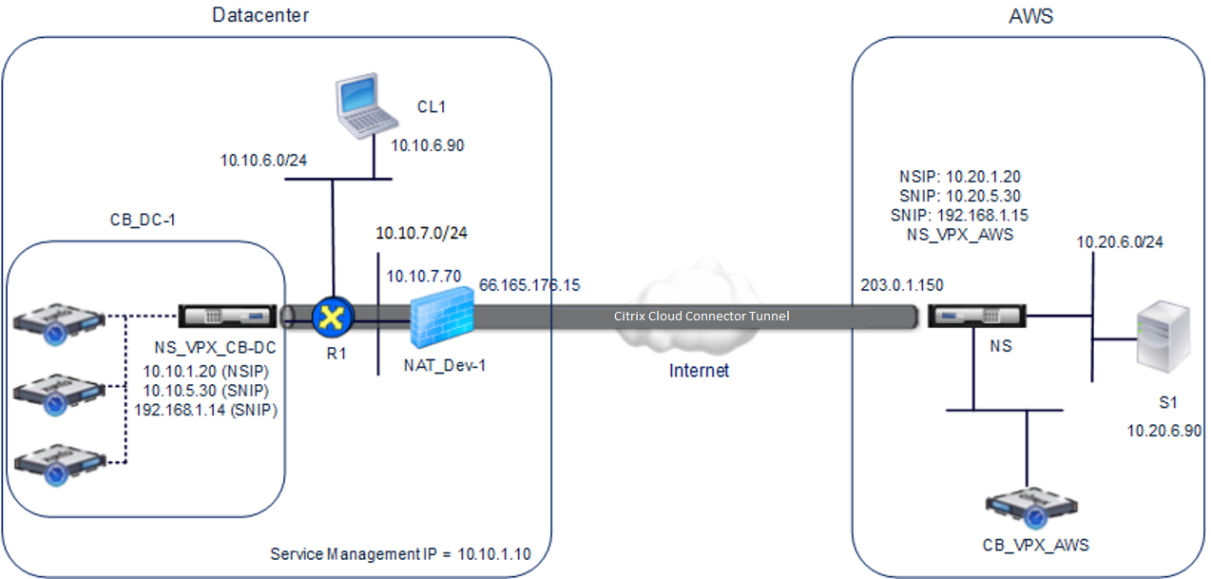 Datacenter
AWS
CL1
10.10.6.90
10.10.6.0/24
CB_DC-1
10.10.7.0/24
10.10.7.70
66.165.176.15
NS_VPX_CB-DC
10.10.1.20 (NSIP)
10.10.5.30 (SNIP)
192.168.1.14 (SNIP)
R1
NAT_Dev-1
Citrix Cloud Connector Tunnel
Internet
203.0.1.150
NSIP: 10.20.1.20
SNIP: 10.20.5.30
SNIP: 192.168.1.15
NS_VPX_AWS
10.20.6.0/24
NS
S1
10.20.6.90
CB_VPX_AWS
Service Management IP = 10.10.1.10